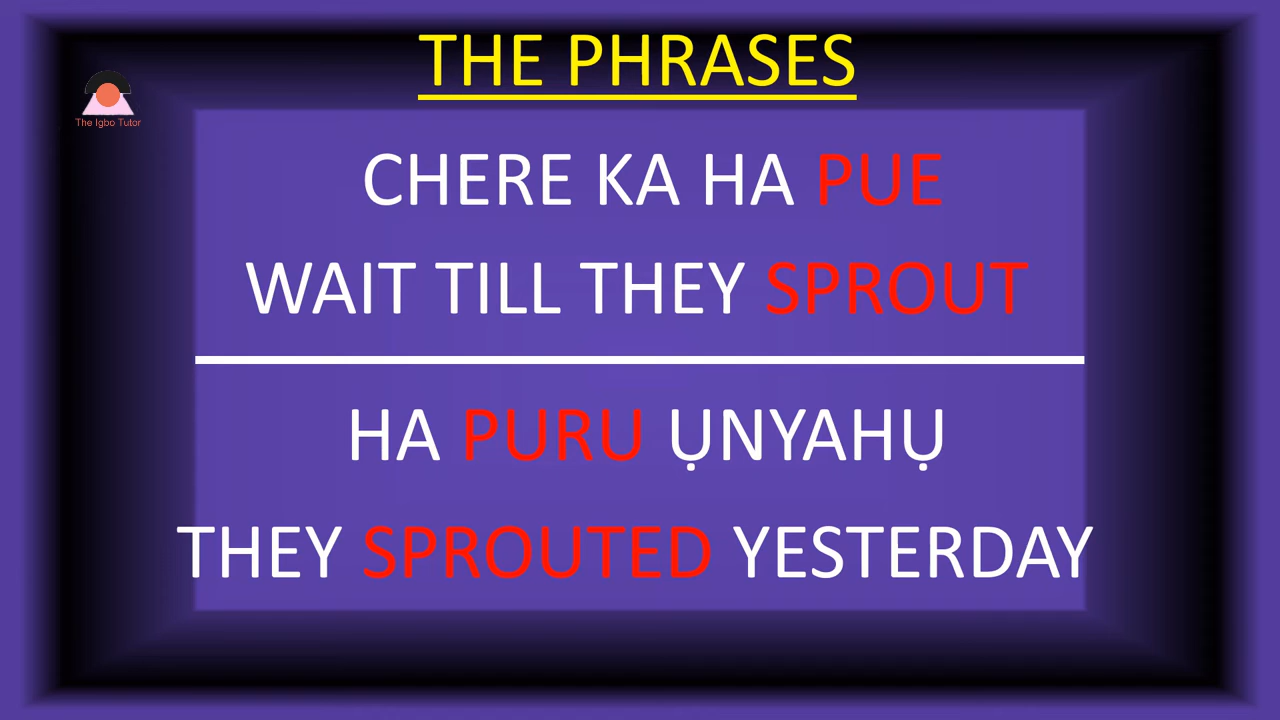 THE PHRASES
The Igbo Tutor
CHERE KA HA PUE
WAIT TILL THEY SPROUT
HA PURU ỤNYAHỤ
THEY SPROUTED YESTERDAY